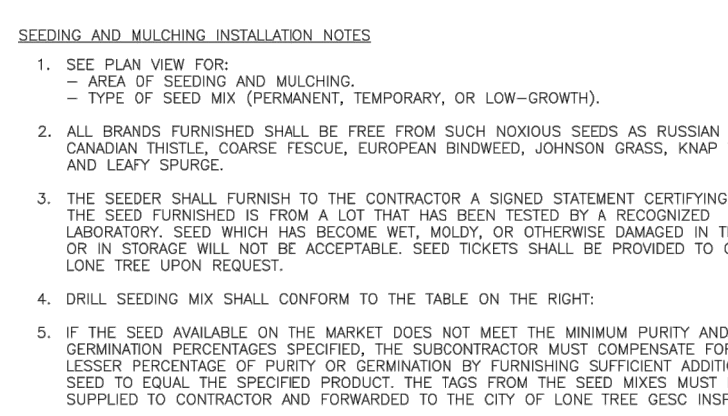 SEEDING AND MULCHING INSTALLATION NOTES
1. SEE PLAN VIEW FOR:
– AREA OF SEEDING AND MULCHING.
– TYPE OF SEED MIX (PERMANENT, TEMPORARY, OR LOW–GROWTH).
2. ALL BRANDS FURNISHED SHALL BE FREE FROM SUCH NOXIOUS SEEDS AS RUSSIAN
CANADIAN THISTLE, COARSE FESCUE, EUROPEAN BINDWEED, JOHNSON GRASS, KNAP
AND LEAFY SPURGE.
3. THE SEEDER SHALL FURNISH TO THE CONTRACTOR A SIGNED STATEMENT CERTIFYING
THE SEED FURNISHED IS FROM A LOT THAT HAS BEEN TESTED BY A RECOGNIZED
LABORATORY. SEED WHICH HAS BECOME WET, MOLDY, OR OTHERWISE DAMAGED IN
OR IN STORAGE WILL NOT BE ACCEPTABLE. SEED TICKETS SHALL BE PROVIDED TO
LONE TREE UPON REQUEST.
4. DRILL SEEDING MIX SHALL CONFORM TO THE TABLE ON THE RIGHT:
5. IF THE SEED AVAILABLE ON THE MARKET DOES NOT MEET THE MINIMUM PURITY AND
GERMINATION PERCENTAGES SPECIFIED, THE SUBCONTRACTOR MUST COMPENSATE FOR
LESSER PERCENTAGE OF PURITY OR GERMINATION BY FURNISHING SUFFICIENT ADDITI
SEED TO EQUAL THE SPECIFIED PRODUCT. THE TAGS FROM THE SEED MIXES MUST
SUPPLIED TO CONTRACTOR AND FORWARDED TO THE CITY OF LONE TREE GESC INSP